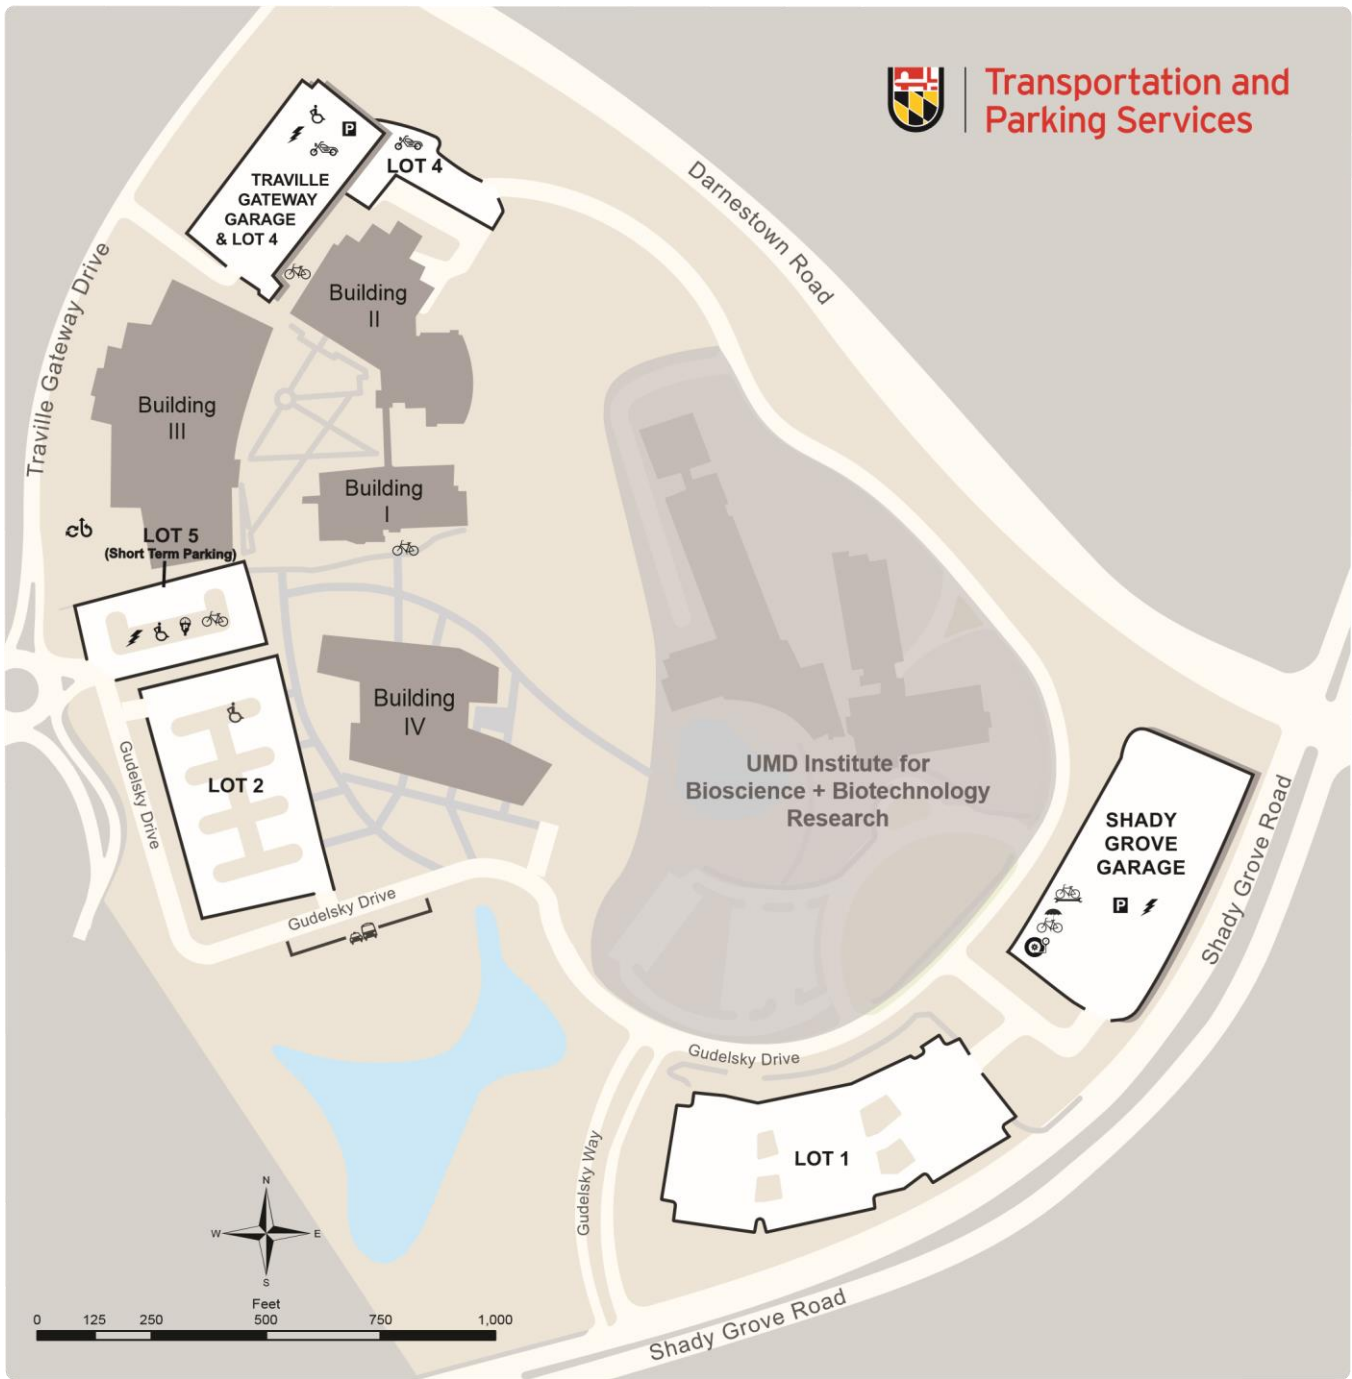 Transportation and
Parking Services
P
LOT 4
TRAVILLE
GATEWAY
GARAGE
& LOT 4
Darnestown Road
Traville Gateway Drive
Building
II
Building
III
Building
I
cb
LOT 5
(Short Term Parking)
Building
IV
LOT 2
Gudelsky Drive
Gudelsky Drive
UMD Institute for
Bioscience + Biotechnology
Research
SHADY
GROVE
GARAGE
P
Shady Grove Road
Gudelsky Drive
LOT 1
Gudelsky Way
N
W
E
S
Feet
0 125 250 500 750 1,000
Shady Grove Road